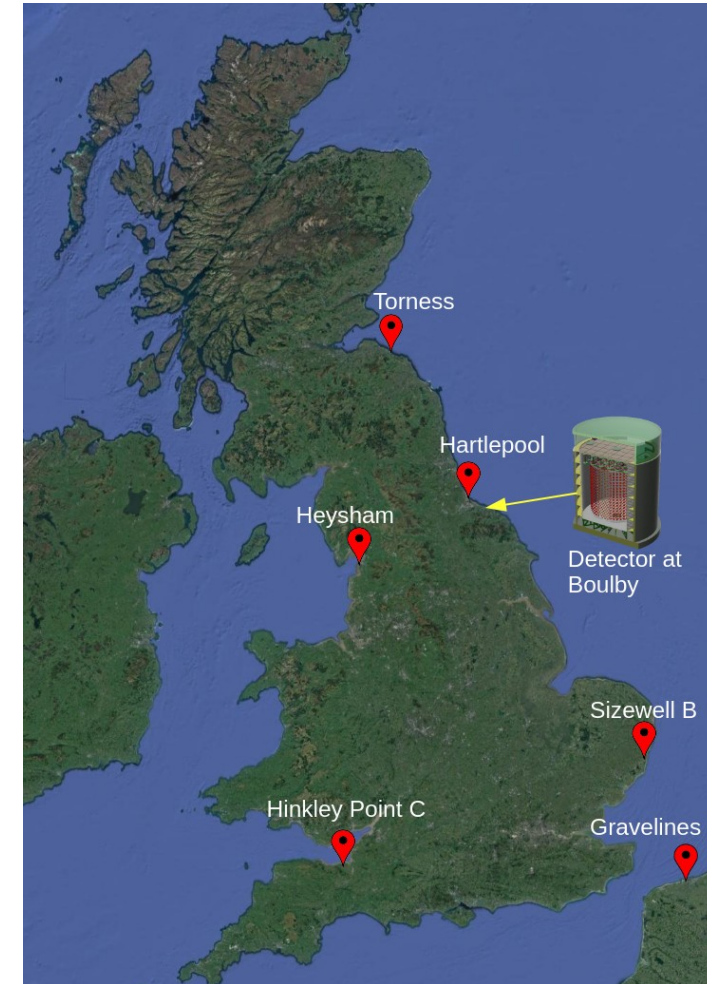 Torness
Hartlepool
Heysham
Detector at
Boulby
Sizewell B
Hinkley Point C
Gravelines